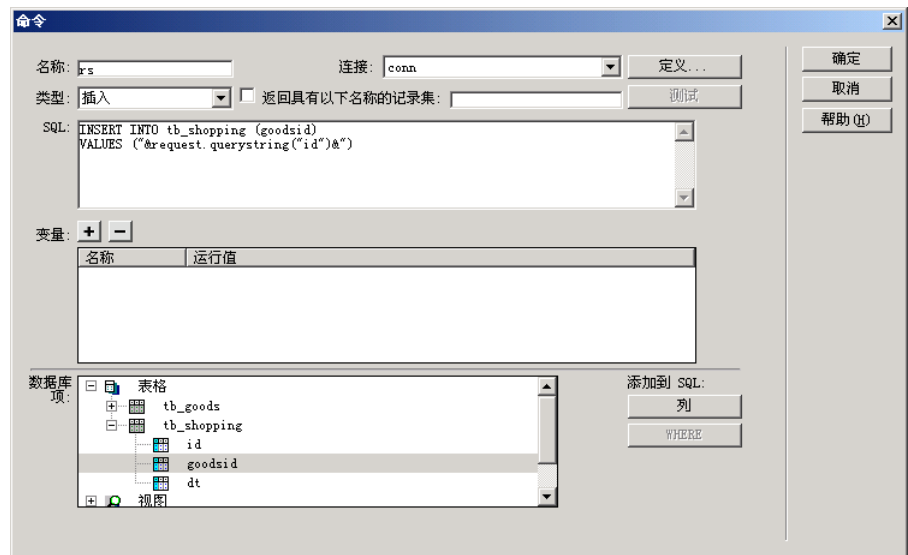 命令
名称: rs 连接: conn 定义... 确定
类型: 插入 返回具有以下名称的记录集: 测试 取消
SQL: INSERT INTO tb_shopping (goodsid) 帮助(H)
VALUES ("&request.querystring("id")&")
变量:
名称 运行值
数据库项: 表格 添加到 SQL:
tb_goods 列
tb_shopping WHERE
id
goodsid
dt
视图